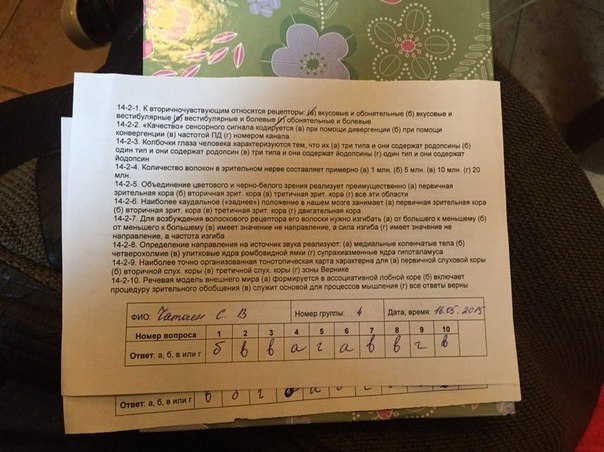 14-2-1. К вторичночувствующим относятся рецепторы: (а) вкусовые и обонятельные (б) вкусовые и
вестибулярные (в) вестибулярные и болевые (г) обонятельные и болевые
14-2-2. «Качество» сенсорного сигнала кодируется (а) при помощи дивергенции (б) при помощи
конвергенции (в) частотой ПД (г) номером канала
14-2-3. Колбочки глаза человека характеризуются тем, что их (а) три типа и они содержат родопсины (б)
один тип и они содержат родопсин (в) три типа и они содержат йодопсины (г) один тип и они содержат
йодопсин
14-2-4. Количество волокон в зрительном нерве составляет примерно (а) 1 млн. (б) 5 млн. (в) 10 млн. (г) 20
млн.
14-2-5. Объединение цветового и черно-белого зрения реализует преимущественно (а) первичная
зрительная кора (б) вторичная зрит. кора (в) третичная зрит. кора (г) все эти области
14-2-6. Наиболее каудальное («заднее») положение в нашем мозге занимает (а) первичная зрительная кора
(б) вторичная зрит. кора (в) третичная зрит. кора (г) двигательная кора
14-2-7. Для возбуждения волоскового рецептора его волоски нужно изгибать (а) от большего к меньшему (б)
от меньшего к большему (в) имеет значение не направление, а сила изгиба (г) имеет значение не
направление, а частота изгиба
14-2-8. Определение направления на источник звука реализуют: (а) медиальные коленчатые тела (б)
четверохолмие (в) улитковые ядра ромбовидной ямки (г) супрахиазменные ядра гипоталамуса
14-2-9. Наиболее точно организованная тонотопическая карта характерна для (а) первичной слуховой коры
(б) вторичной слух. коры (в) третичной слух. коры (г) зоны Вернике
14-2-10. Речевая модель внешнего мира (а) формируется в ассоциативной лобной коре (б) включает
процедуру зрительного обобщения (в) служит основой для процессов мышления (г) все ответы верны
ФИО: С. В Номер группы: 4 Дата, время: 16.05.2015
Номер вопроса 1 2 3 4 5 6 7 8 9 10
Ответ: а, б, в или г б в в а г а в в г в
Ответ: а, б, в или г